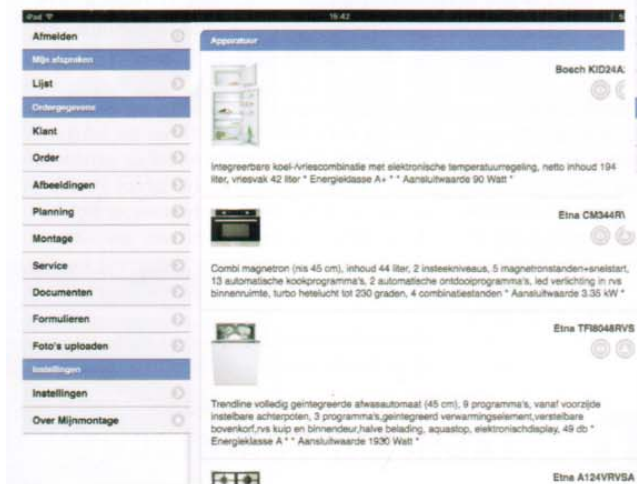 iPad
15:42
Afmelden
Mijn afspraken
Lijst
Ordergegevens
Klant
Order
Afbeeldingen
Planning
Montage
Service
Documenten
Formulieren
Foto's uploaden
Instellingen
Instellingen
Over Mijnmontage
Apparatuur
Bosch KID24A
Integreerbare koel-/vriescombinatie met elektronische temperatuurregeling, netto inhoud 194
liter, vriesvak 42 liter * Energieklasse A+ * * Aansluitwaarde 90 Watt *
Etna CM344R
Combi magnetron (nis 45 cm), inhoud 44 liter, 2 insteekniveaus, 5 magnetronstanden+snelstart,
13 automatische kookprogramma's, 2 automatische ontdooiprogramma's, led verlichting in rvs
binnenruimte, turbo hetelucht tot 230 graden, 4 combinatiestanden * Aansluitwaarde 3.35 kW *
Etna TFI8048RVS
Trendline volledig geintegreerde afwasautomaat (45 cm), 9 programma's, vanaf voorzijde
instelbare achterpoten, 3 programma's,geintegreerd verwarmingselement,verstelbare
bovenkorf,rvs kuip en binnendeur,halve belading, aquastop, elektronischdisplay, 49 db *
Energieklasse A * * Aansluitwaarde 1930 Watt *
Etna A124VRVSA